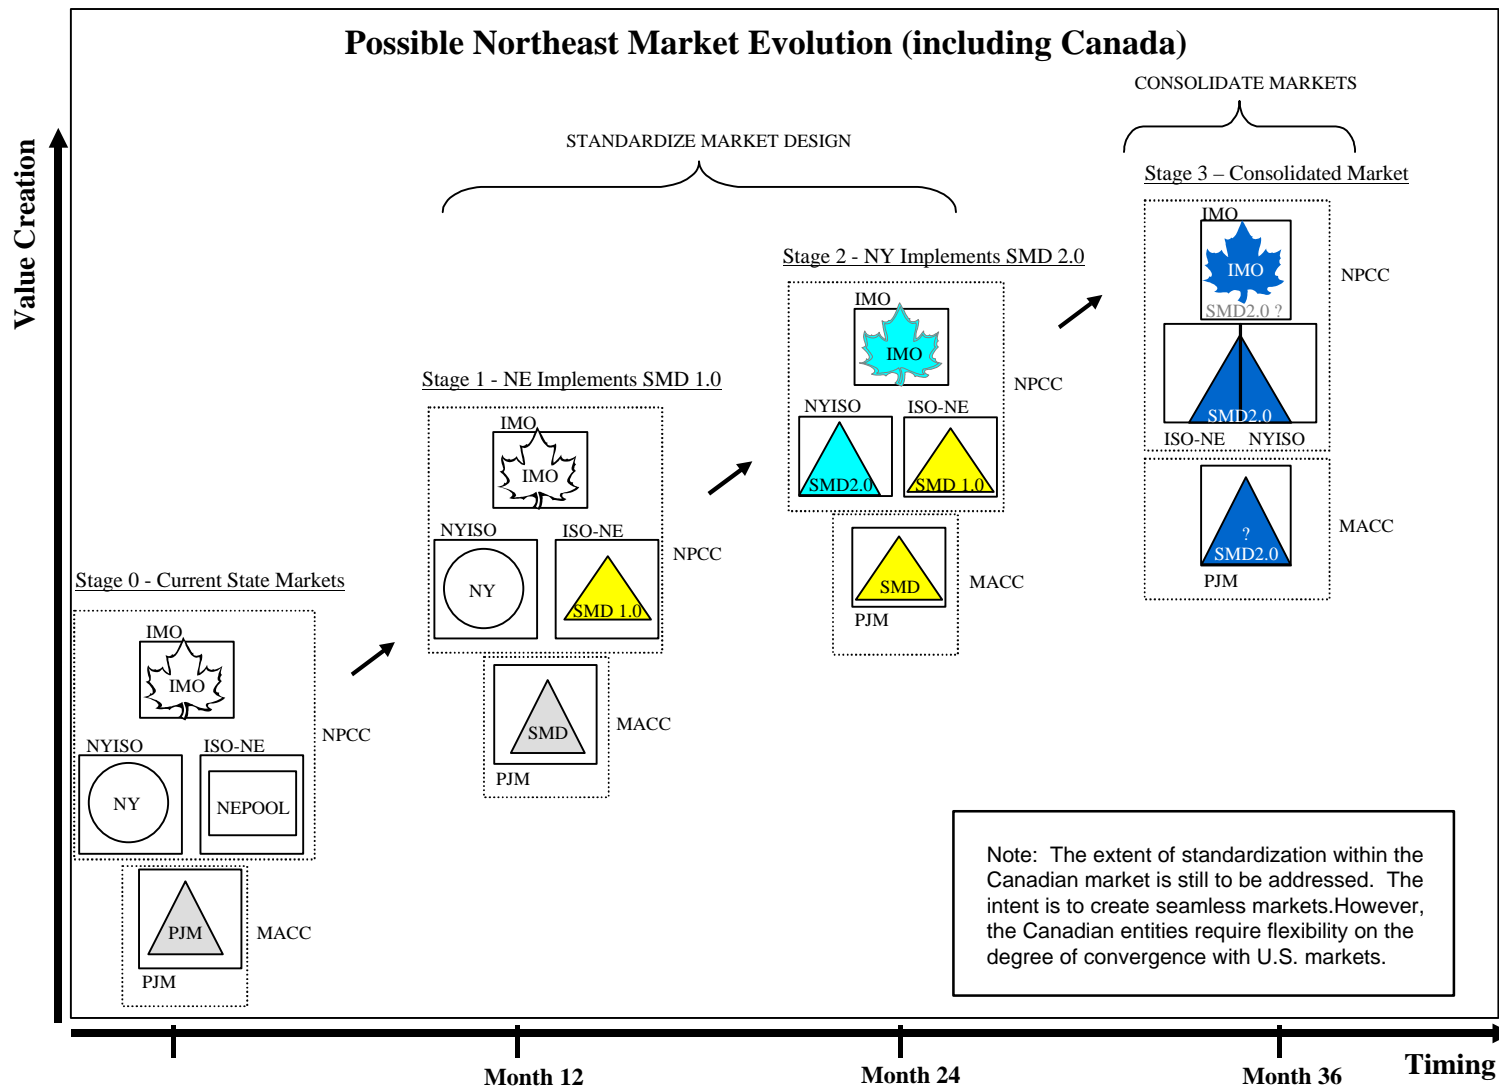 Possible Northeast Market Evolution (including Canada)
CONSOLIDATE MARKETS
STANDARDIZE MARKET DESIGN
Value Creation
Stage 3 – Consolidated Market
IMO
IMO
SMD2.0 ?
NPCC
SMD2.0
ISO-NE NYISO
?
SMD2.0
PJM
MACC
Stage 2 - NY Implements SMD 2.0
IMO
IMO
NPCC
NYISO ISO-NE
SMD2.0 SMD 1.0
SMD
PJM
MACC
Stage 1 - NE Implements SMD 1.0
IMO
IMO
NYISO ISO-NE
NPCC
NY
SMD 1.0
SMD
PJM
MACC
Stage 0 - Current State Markets
IMO
IMO
NPCC
NYISO ISO-NE
NY NEPOOL
PJM
PJM
MACC
Note: The extent of standardization within the
Canadian market is still to be addressed. The
intent is to create seamless markets.However,
the Canadian entities require flexibility on the
degree of convergence with U.S. markets.
Month 12
Month 24
Month 36
Timing